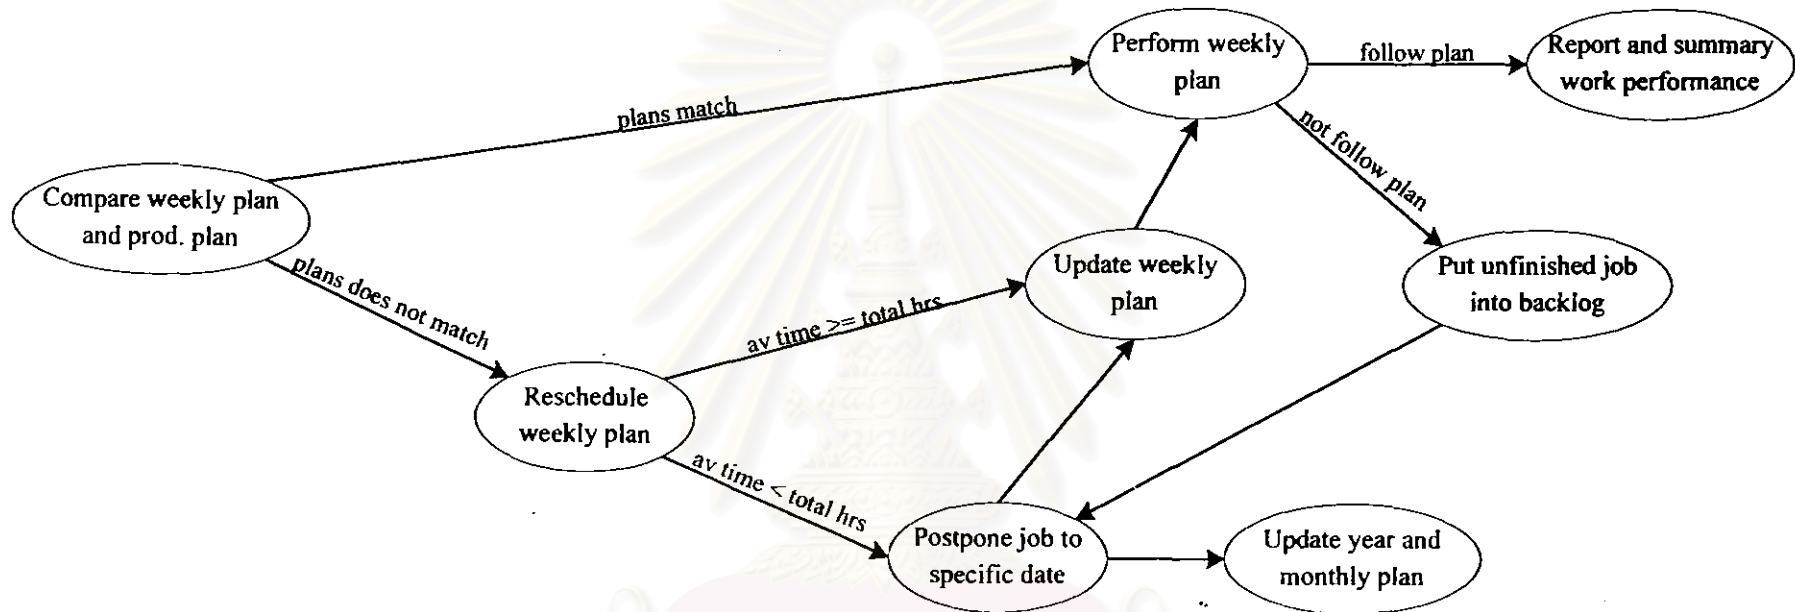 Perform weekly
plan
follow plan
Report and summary
work performance
plans match
not follow plan
Compare weekly plan
and prod. plan
plans does not match
Update weekly
plan
Put unfinished job
into backlog
av time >= total hrs
Reschedule
weekly plan
av time < total hrs
Postpone job to
specific date
Update year and
monthly plan